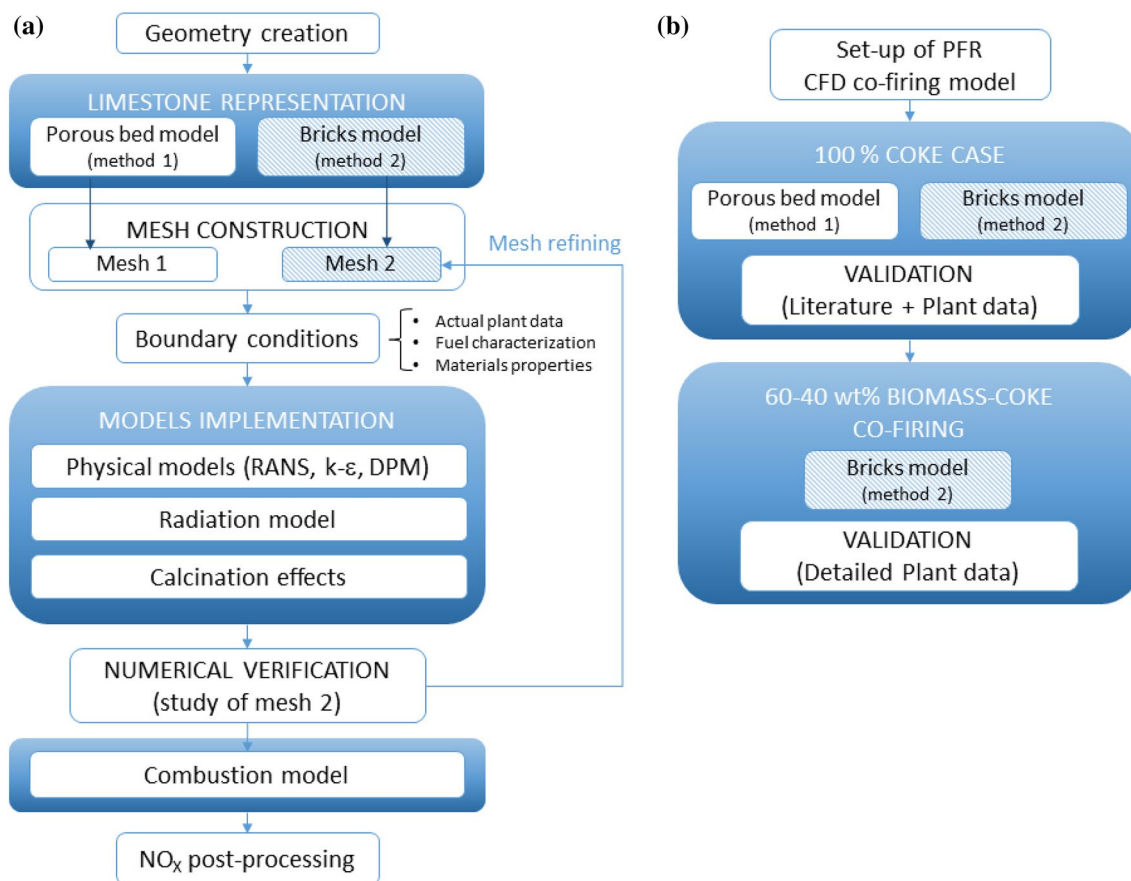 (a)
Geometry creation
LIMESTONE REPRESENTATION
Porous bed model
(method 1)
Bricks model
(method 2)
MESH CONSTRUCTION
Mesh 1
Mesh 2
Mesh refining
Boundary conditions
• Actual plant data
• Fuel characterization
• Materials properties
MODELS IMPLEMENTATION
Physical models (RANS, k-ε, DPM)
Radiation model
Calcination effects
NUMERICAL VERIFICATION
(study of mesh 2)
Combustion model
NOX post-processing
(b)
Set-up of PFR
CFD co-firing model
100 % COKE CASE
Porous bed model
(method 1)
Bricks model
(method 2)
VALIDATION
(Literature + Plant data)
60-40 wt% BIOMASS-COKE
CO-FIRING
Bricks model
(method 2)
VALIDATION
(Detailed Plant data)